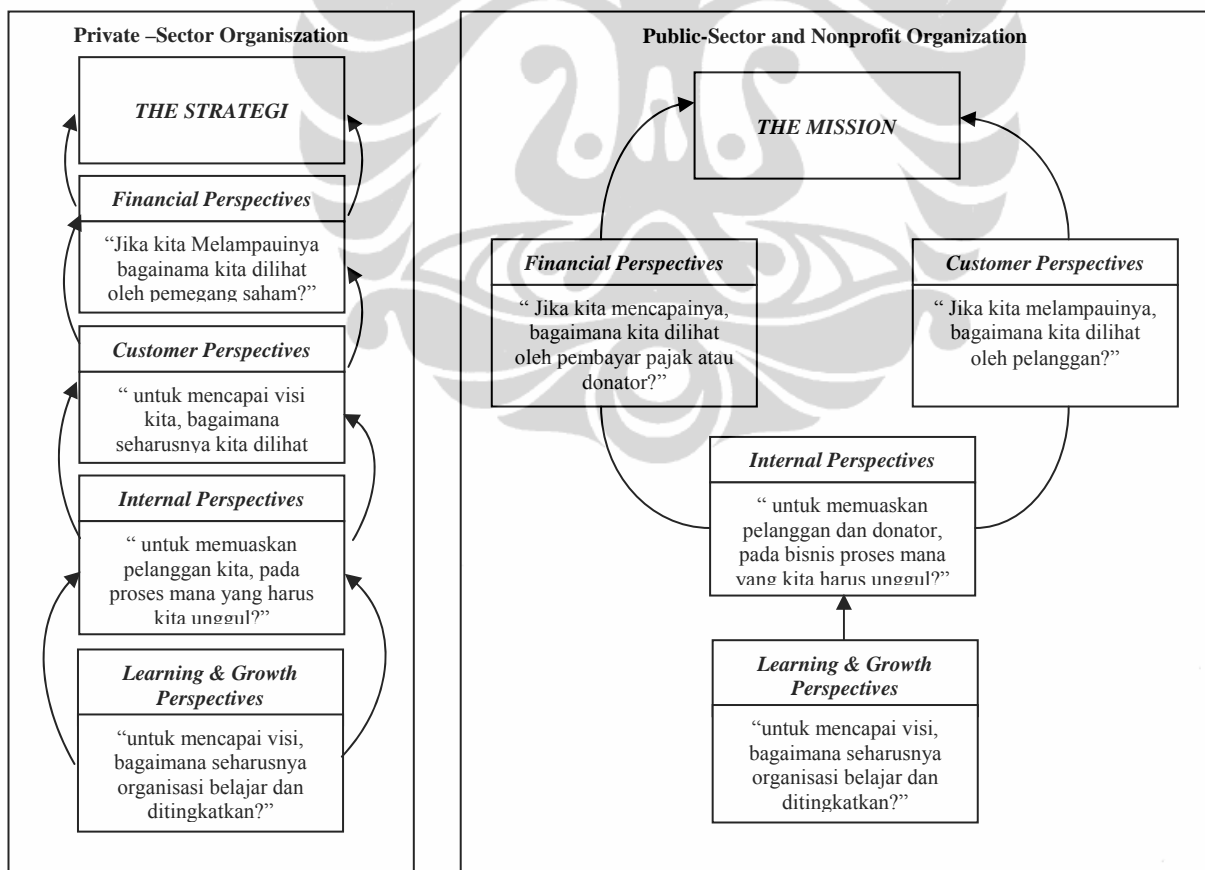 Private –Sector Organiszation
THE STRATEGI
Financial Perspectives
“Jika kita Melampauinya
bagainama kita dilihat
oleh pemegang saham?”
Customer Perspectives
“ untuk mencapai visi
kita, bagaimana
seharusnya kita dilihat
Internal Perspectives
“ untuk memuaskan
pelanggan kita, pada
proses mana yang harus
kita unggul?”
Learning & Growth
Perspectives
“untuk mencapai visi,
bagaimana seharusnya
organisasi belajar dan
ditingkatkan?”
Public-Sector and Nonprofit Organization
THE MISSION
Financial Perspectives
“ Jika kita mencapainya,
bagaimana kita dilihat
oleh pembayar pajak atau
donator?”
Customer Perspectives
“ Jika kita melampauinya,
bagaimana kita dilihat
oleh pelanggan?”
Internal Perspectives
“ untuk memuaskan
pelanggan dan donator,
pada bisnis proses mana
yang kita harus unggul?”
Learning & Growth
Perspectives
“untuk mencapai visi,
bagaimana seharusnya
organisasi belajar dan
ditingkatkan?”